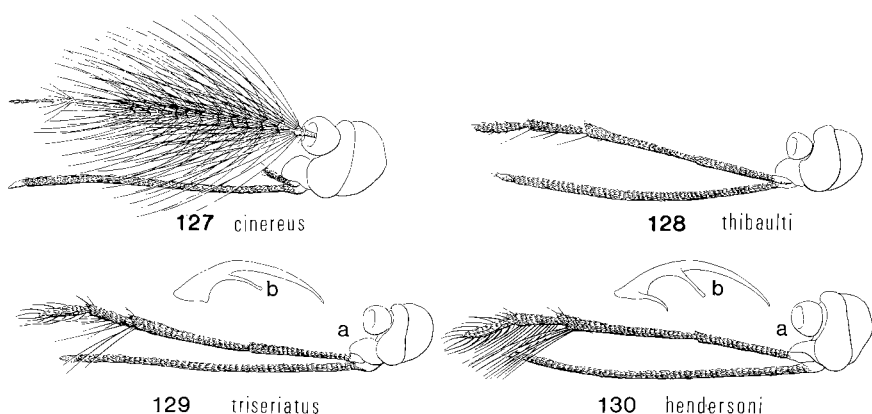 127 cinereus
128 thibaulti
b
a
129 triseriatus
b
a
130 hendersoni